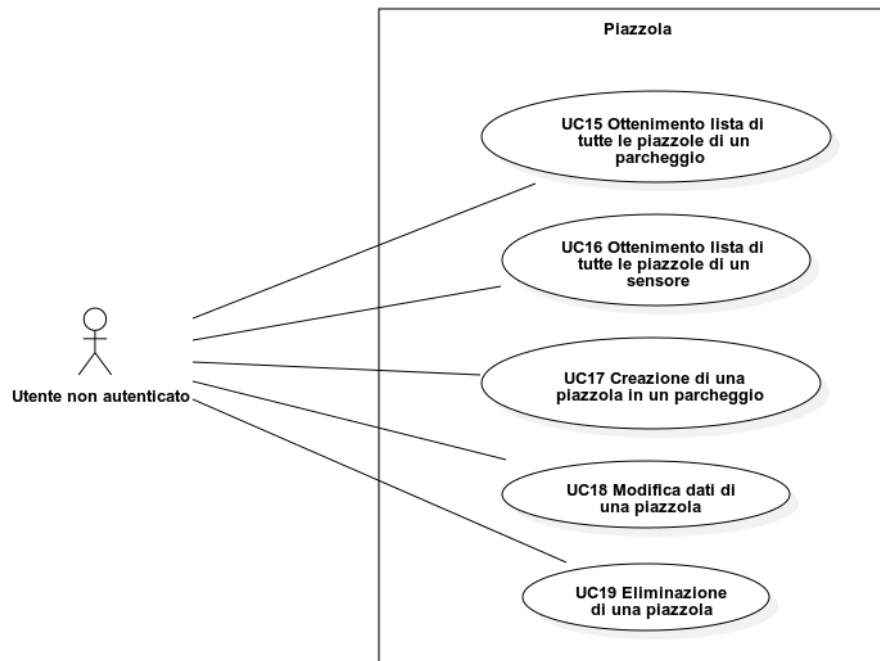 Piazzola
UC15 Ottenimento lista di
tutte le piazzole di un
parcheggio
UC16 Ottenimento lista di
tutte le piazzole di un
sensore
UC17 Creazione di una
piazzola in un parcheggio
Utente non autenticato
UC18 Modifica dati di
una piazzola
UC19 Eliminazione
di una piazzola